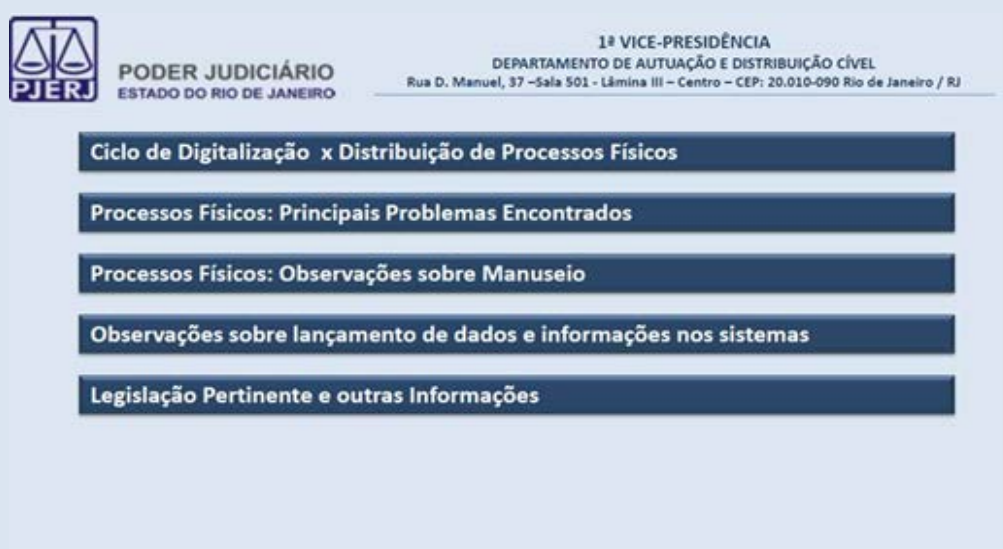 PJERJ
PODER JUDICIÁRIO
ESTADO DO RIO DE JANEIRO
1ª VICE-PRESIDÊNCIA
DEPARTAMENTO DE AUTUAÇÃO E DISTRIBUIÇÃO CÍVEL
Rua D. Manuel, 37 –Sala 501 - Lâmina III – Centro – CEP: 20.010-090 Rio de Janeiro / RJ
Ciclo de Digitalização x Distribuição de Processos Físicos
Processos Físicos: Principais Problemas Encontrados
Processos Físicos: Observações sobre Manuseio
Observações sobre lançamento de dados e informações nos sistemas
Legislação Pertinente e outras Informações